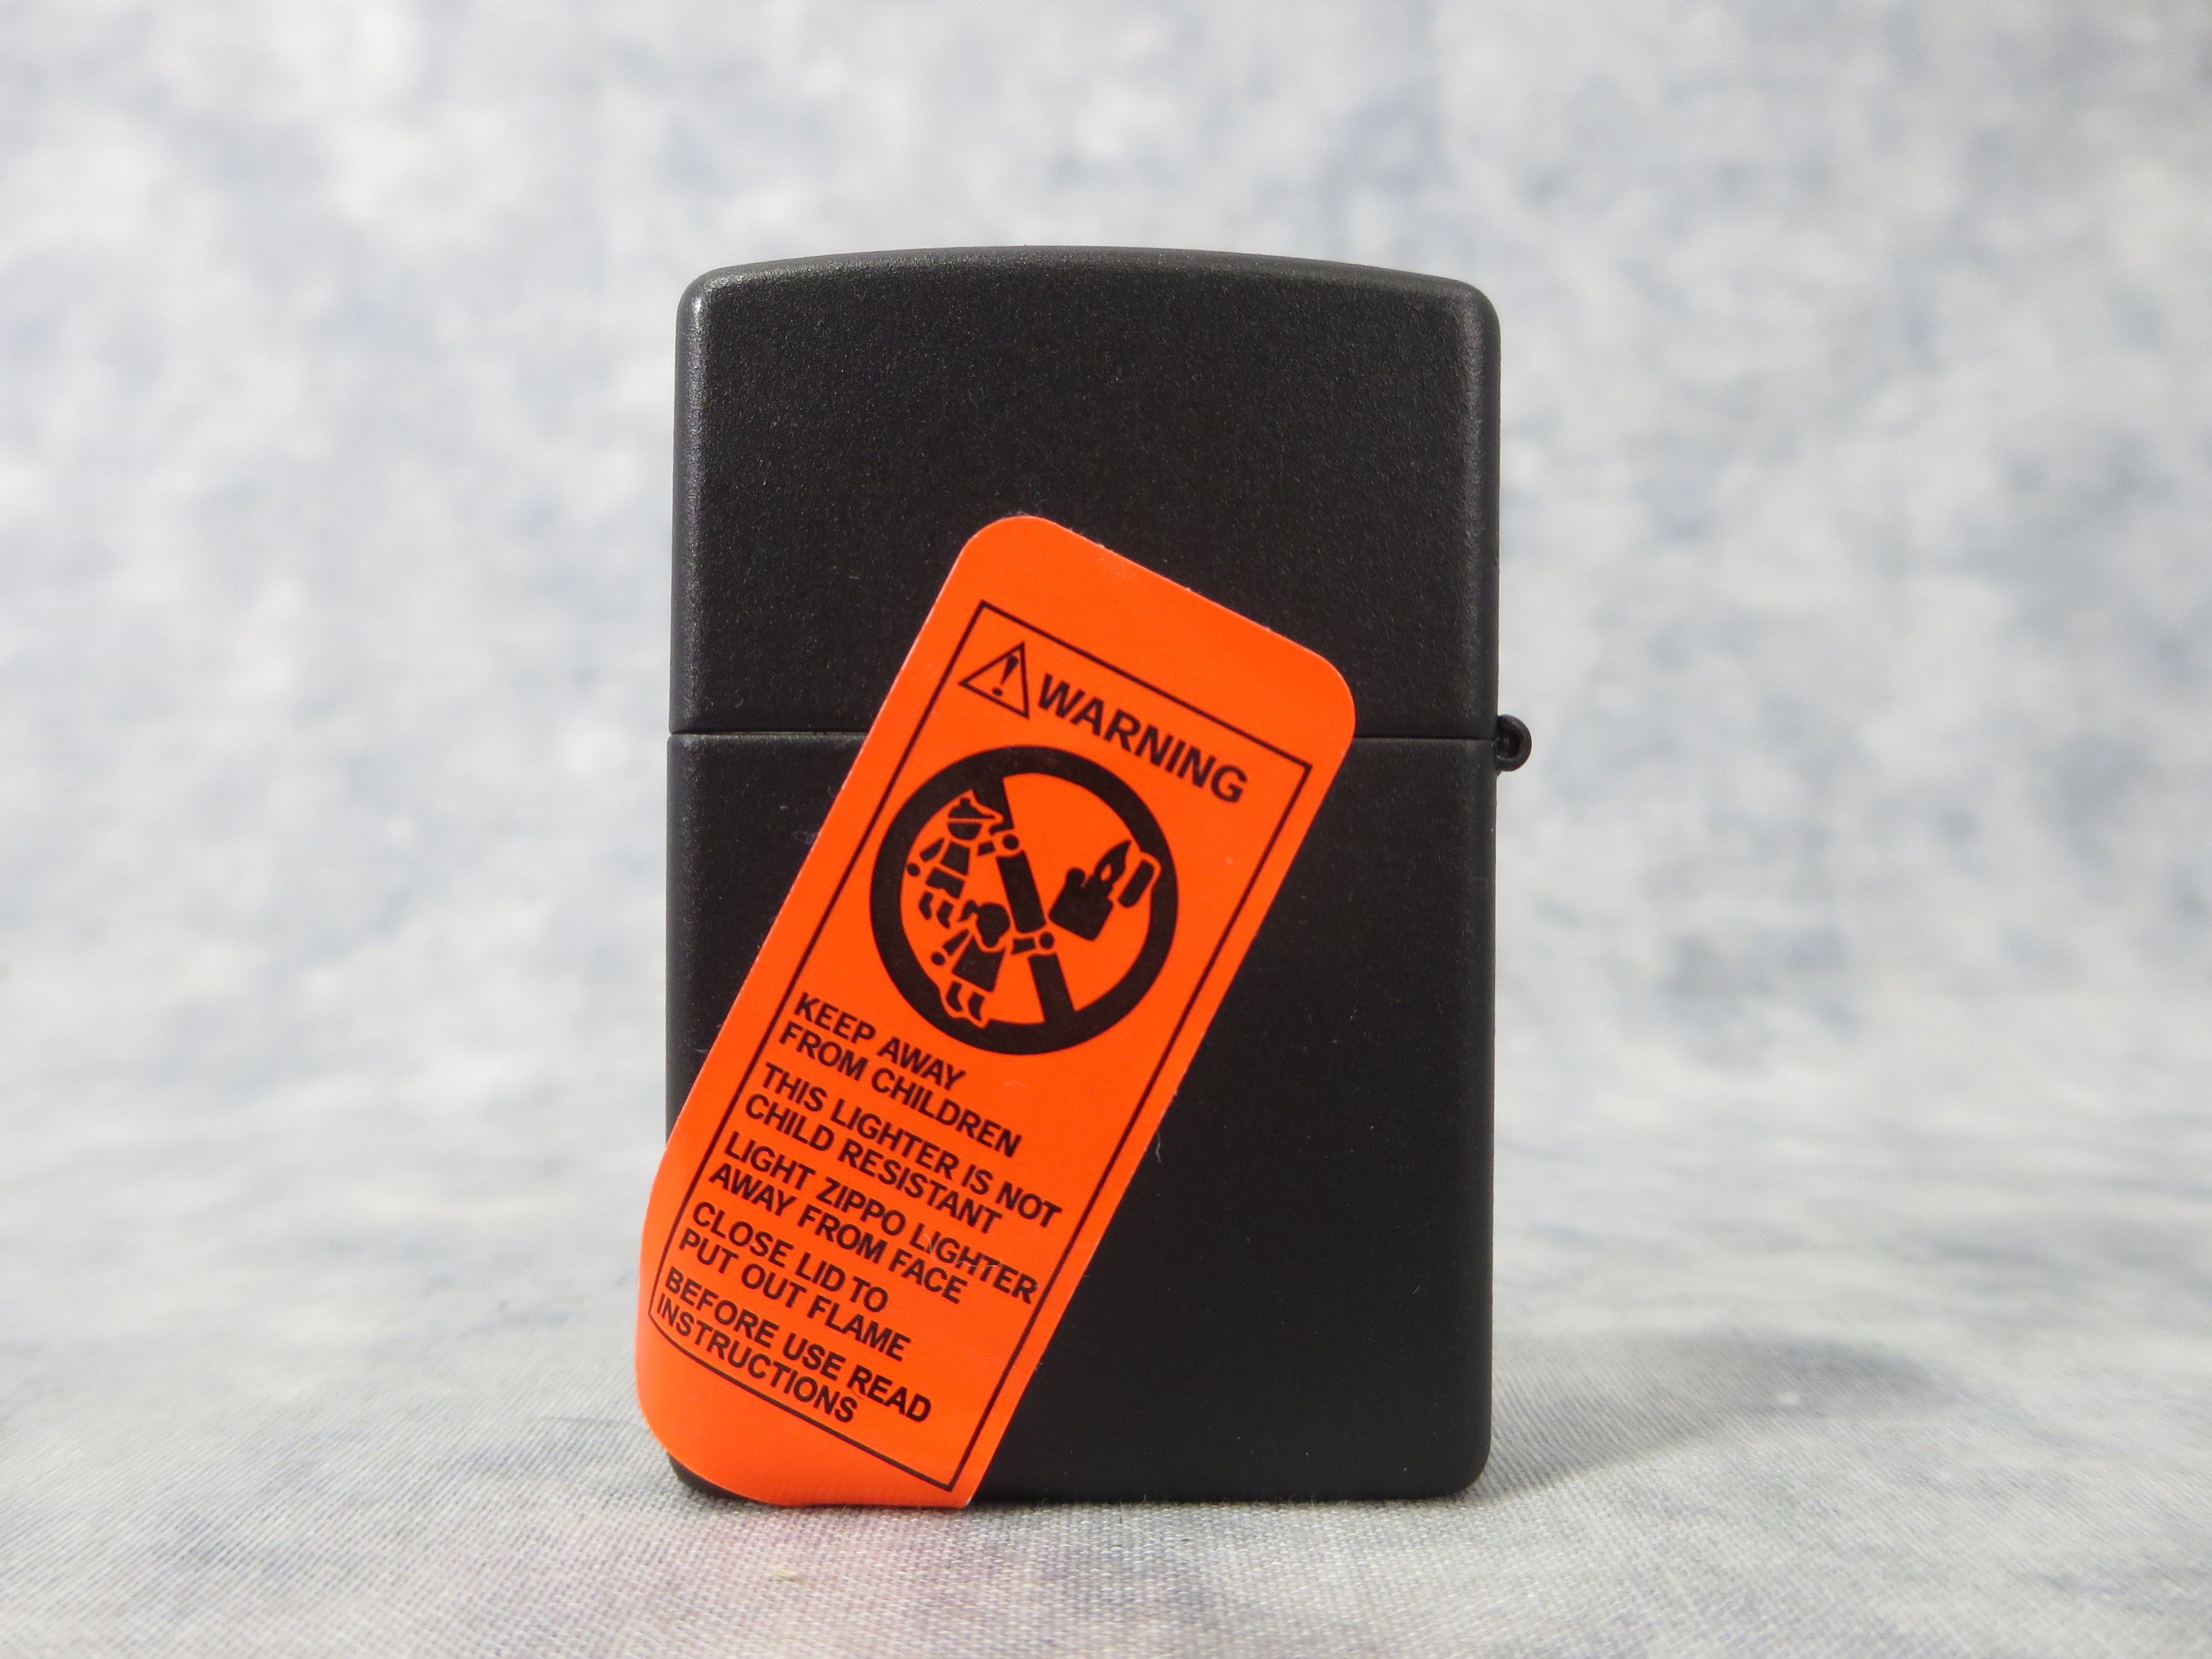 WARNING
KEEP AWAY
FROM CHILDREN
THIS LIGHTER IS NOT
CHILD RESISTANT
LIGHT ZIPPO LIGHTER
AWAY FROM FACE
CLOSE LID TO
PUT OUT FLAME
BEFORE USE READ
INSTRUCTIONS